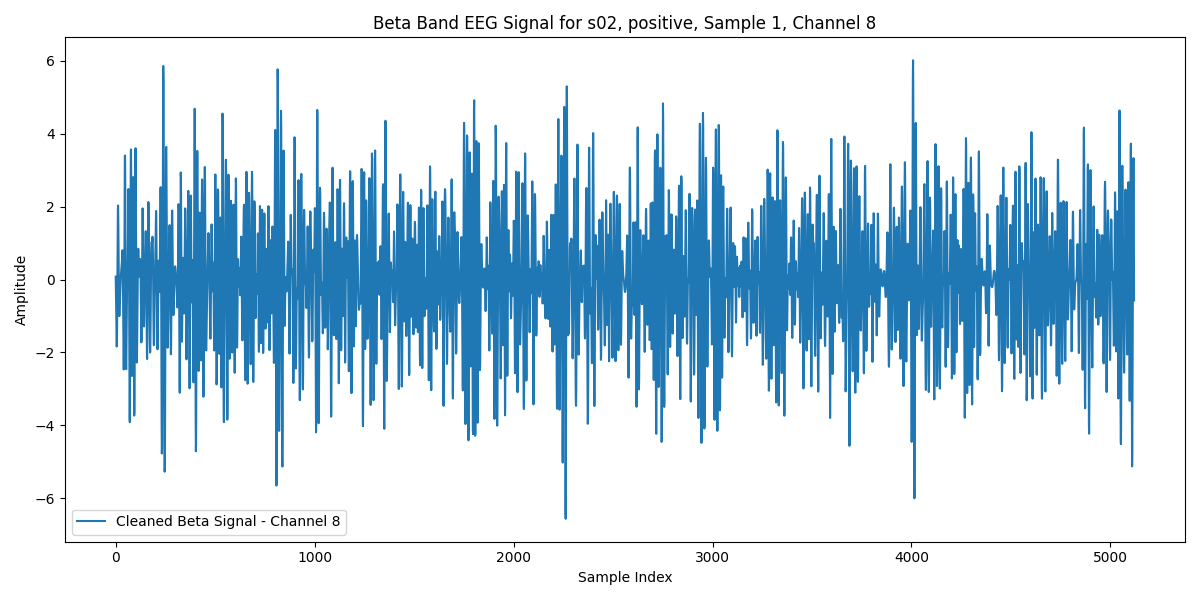 Beta Band EEG Signal for s02, positive, Sample 1, Channel 8
Amplitude
6
4
2
0
−2
−4
−6
Cleaned Beta Signal - Channel 8
0 1000 2000 3000 4000 5000
Sample Index